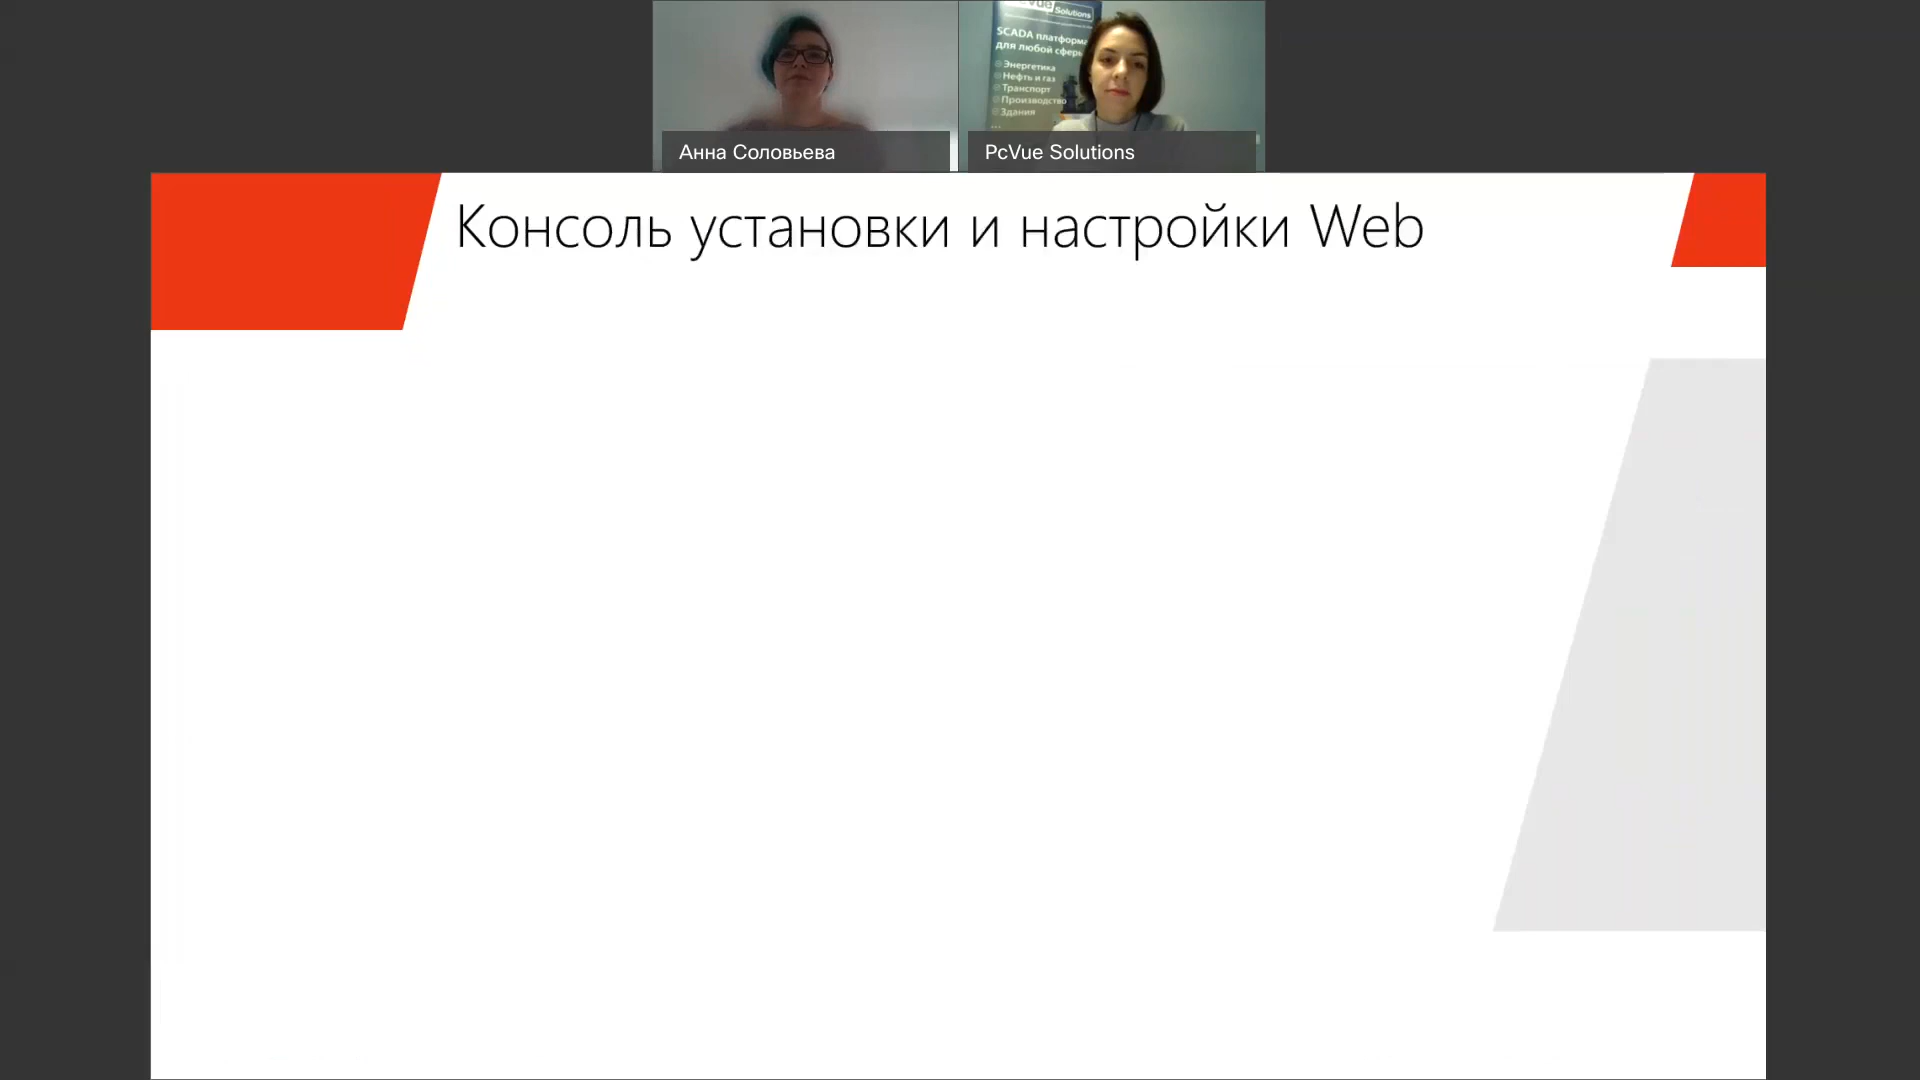 Solutions
SCADA платформа
для любой сферы
Энергетика
Нефть и газ
Транспорт
Производство
Здания
...
Анна Соловьева
PcVue Solutions
Консоль установки и настройки Web